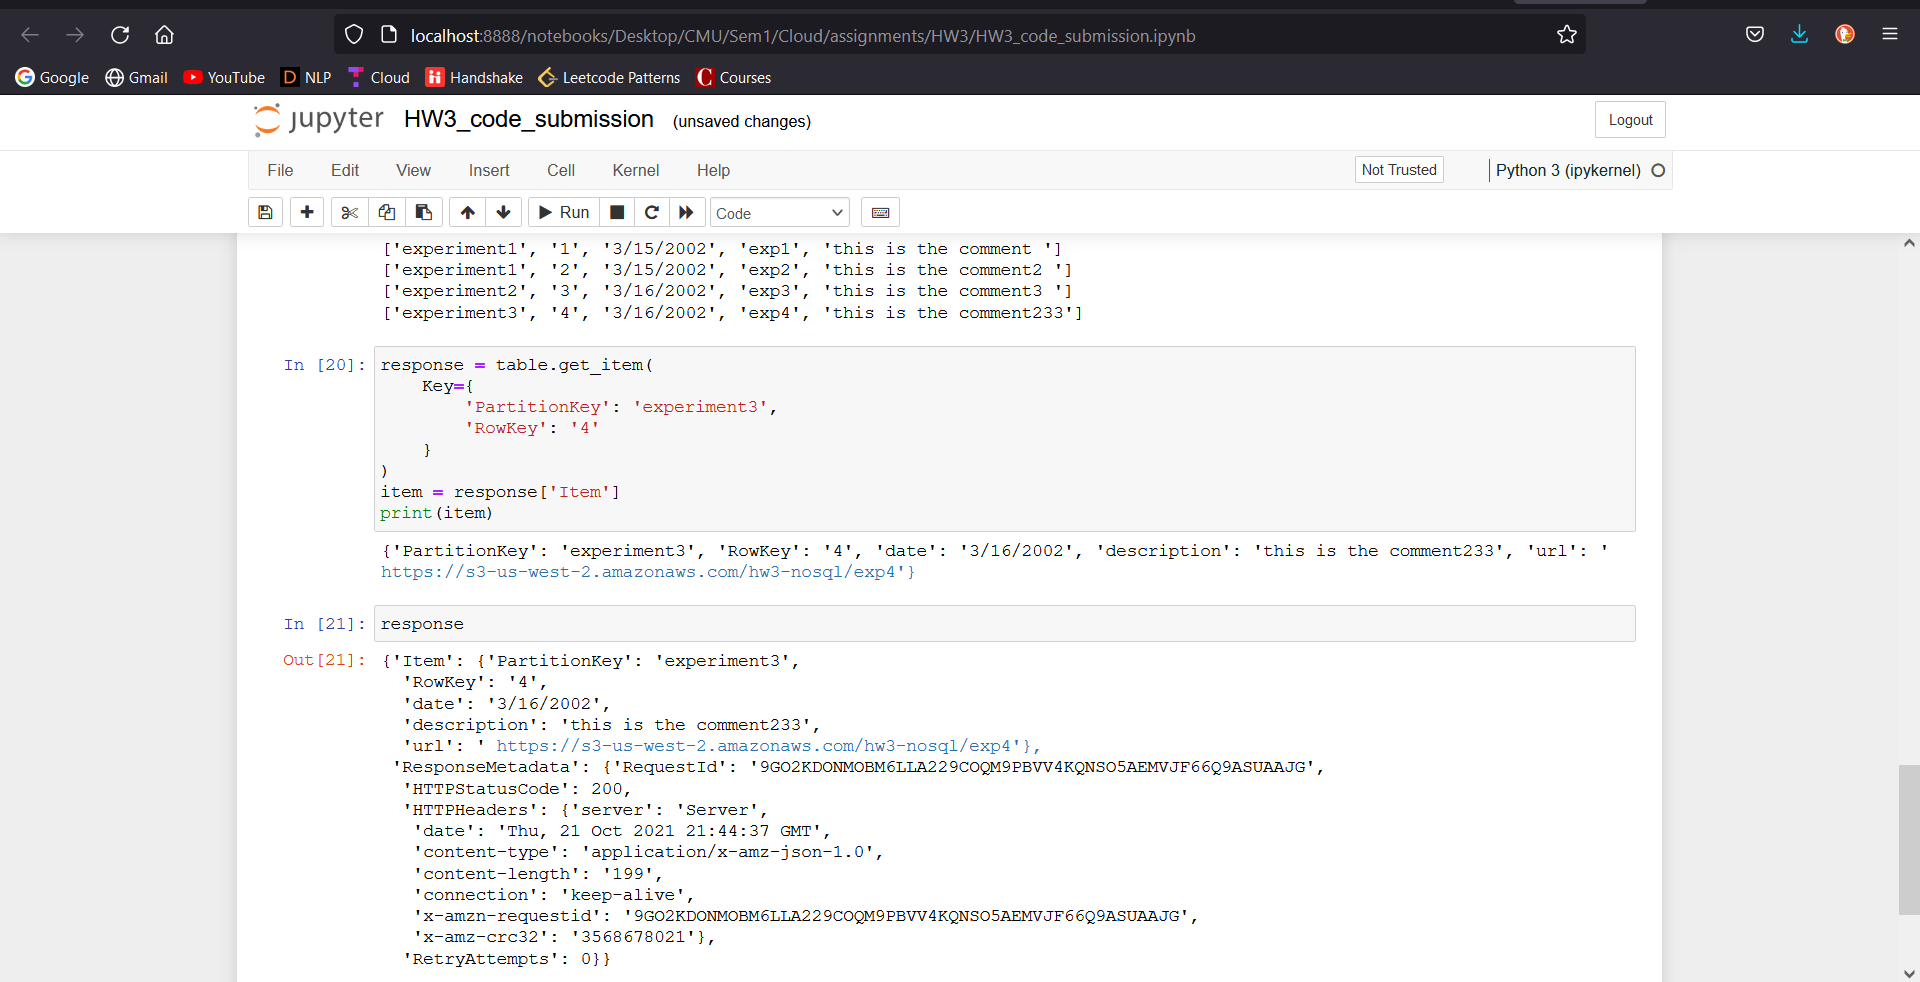 localhost:8888/notebooks/Desktop/CMU/Sem1/Cloud/assignments/HW3/HW3_code_submission.ipynb
Google Gmail YouTube D NLP Cloud Handshake Leetcode Patterns C Courses
jupyter HW3_code_submission (unsaved changes) Logout
File Edit View Insert Cell Kernel Help Not Trusted Python 3 (ipykernel)
Run Code
['experiment1', '1', '3/15/2002', 'exp1', 'this is the comment ']
['experiment1', '2', '3/15/2002', 'exp2', 'this is the comment2 ']
['experiment2', '3', '3/16/2002', 'exp3', 'this is the comment3 ']
['experiment3', '4', '3/16/2002', 'exp4', 'this is the comment233']
In [20]: response = table.get_item(
Key={
'PartitionKey': 'experiment3',
'RowKey': '4'
}
)
item = response['Item']
print(item)
{'PartitionKey': 'experiment3', 'RowKey': '4', 'date': '3/16/2002', 'description': 'this is the comment233', 'url': '
https://s3-us-west-2.amazonaws.com/hw3-nosql/exp4'}
In [21]: response
Out[21]: {'Item': {'PartitionKey': 'experiment3',
'RowKey': '4',
'date': '3/16/2002',
'description': 'this is the comment233',
'url': ' https://s3-us-west-2.amazonaws.com/hw3-nosql/exp4'},
'ResponseMetadata': {'RequestId': '9GO2KDONMOBM6LLA229COQM9PBVV4KQNSO5AEMVJF66Q9ASUAAJG',
'HTTPStatusCode': 200,
'HTTPHeaders': {'server': 'Server',
'date': 'Thu, 21 Oct 2021 21:44:37 GMT',
'content-type': 'application/x-amz-json-1.0',
'content-length': '199',
'connection': 'keep-alive',
'x-amzn-requestid': '9GO2KDONMOBM6LLA229COQM9PBVV4KQNSO5AEMVJF66Q9ASUAAJG',
'x-amz-crc32': '3568678021'},
'RetryAttempts': 0}}